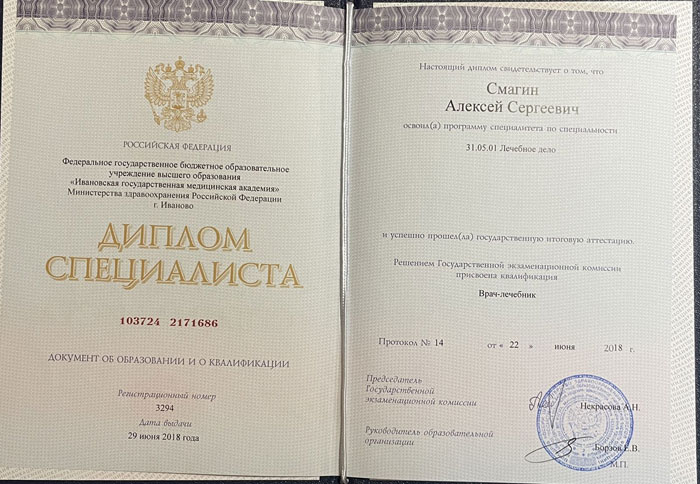 РОССИЙСКАЯ ФЕДЕРАЦИЯ
Федеральное государственное бюджетное образовательное
учреждение высшего образования
«Ивановская государственная медицинская академия»
Министерства здравоохранения Российской Федерации
г. Иваново
ДИПЛОМ
СПЕЦИАЛИСТА
103724 2171686
ДОКУМЕНТ ОБ ОБРАЗОВАНИИ И О КВАЛИФИКАЦИИ
Регистрационный номер
3294
Дата выдачи
29 июня 2018 года
Настоящий диплом свидетельствует о том, что
Смагин
Алексей Сергеевич
освоил(а) программу специалитета по специальности
31.05.01 Лечебное дело
и успешно прошел(ла) государственную итоговую аттестацию
Решением Государственной экзаменационной комиссии
присвоена квалификация
Врач-лечебник
Протокол № 14 от « 22 » июня 2018 г.
Председатель
Государственной
экзаменационной комиссии
Некрасова А.Н.
Руководитель образовательной
организации
Борзов Е.В.
М.П.